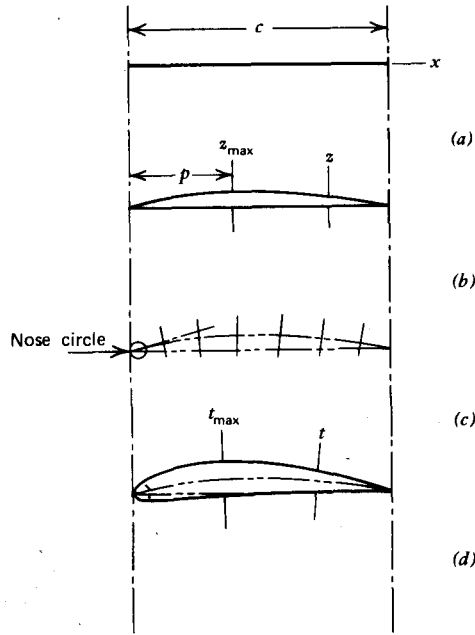 c
x
(a)
z_max
z
p
(b)
Nose circle
(c)
t_max
t
(d)